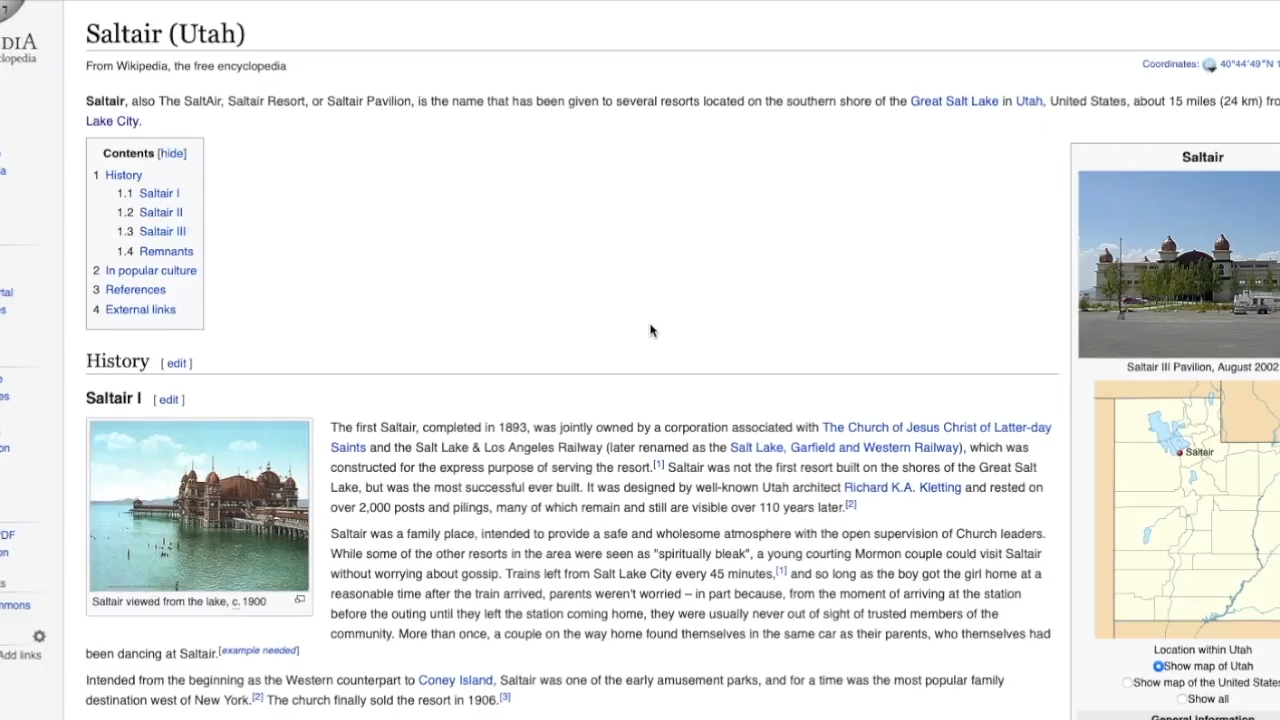 DIA
clopedia
Saltair (Utah)
From Wikipedia, the free encyclopedia
Coordinates: 40°44′49″N 1
Saltair, also The SaltAir, Saltair Resort, or Saltair Pavilion, is the name that has been given to several resorts located on the southern shore of the Great Salt Lake in Utah, United States, about 15 miles (24 km) fro
Lake City.
Contents [hide]
1 History
1.1 Saltair I
1.2 Saltair II
1.3 Saltair III
1.4 Remnants
2 In popular culture
3 References
4 External links
Saltair
Saltair III Pavilion, August 2002
Saltair
Location within Utah
Show map of Utah
Show map of the United States
Show all
General information
History [ edit ]
Saltair I [ edit ]
Saltair viewed from the lake, c. 1900
The first Saltair, completed in 1893, was jointly owned by a corporation associated with The Church of Jesus Christ of Latter-day
Saints and the Salt Lake & Los Angeles Railway (later renamed as the Salt Lake, Garfield and Western Railway), which was
constructed for the express purpose of serving the resort.[1] Saltair was not the first resort built on the shores of the Great Salt
Lake, but was the most successful ever built. It was designed by well-known Utah architect Richard K.A. Kletting and rested on
over 2,000 posts and pilings, many of which remain and still are visible over 110 years later.[2]
Saltair was a family place, intended to provide a safe and wholesome atmosphere with the open supervision of Church leaders.
While some of the other resorts in the area were seen as "spiritually bleak", a young courting Mormon couple could visit Saltair
without worrying about gossip. Trains left from Salt Lake City every 45 minutes,[1] and so long as the boy got the girl home at a
reasonable time after the train arrived, parents weren't worried – in part because, from the moment of arriving at the station
before the outing until they left the station coming home, they were usually never out of sight of trusted members of the
community. More than once, a couple on the way home found themselves in the same car as their parents, who themselves had
been dancing at Saltair.[example needed]
Intended from the beginning as the Western counterpart to Coney Island, Saltair was one of the early amusement parks, and for a time was the most popular family
destination west of New York.[2] The church finally sold the resort in 1906.[3]
rtal
PDF
on
mmons
Add links